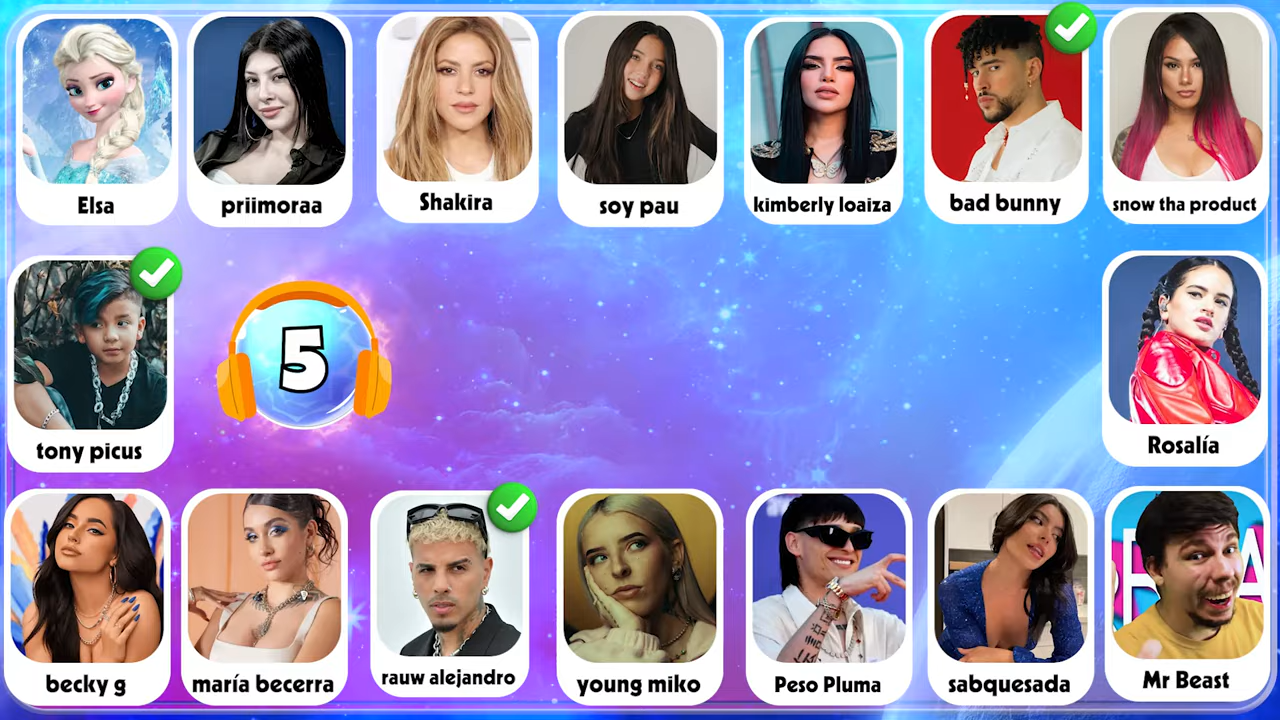 Elsa
priimoraa
Shakira
soy pau
kimberly loaiza
bad bunny
snow tha product
tony picus
5
Rosalía
becky g
maría becerra
rauw alejandro
young miko
Peso Pluma
sabquesada
Mr Beast